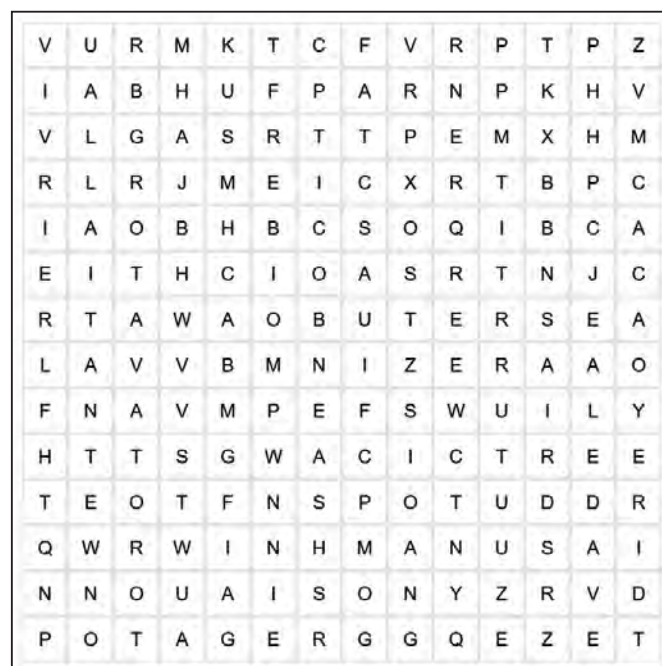 V U R M K T C F V R P T P Z
I A B H U F P A R N P K H V
V L G A S R T T P E M X H M
R L R J M E I C X R T B P C
I A O B H B C S O Q I B C A
E I T H C I O A S R T N J C
R T A W A O B U T E R S E A
L A V V B M N I Z E R A A O
F N A V M P E F S W U I L Y
H T T S G W A C I C T R E E
T E O T F N S P O T U D D R
Q W R W I N H M A N U S A I
N N O U A I S O N Y Z R V D
P O T A G E R G G Q E Z E T